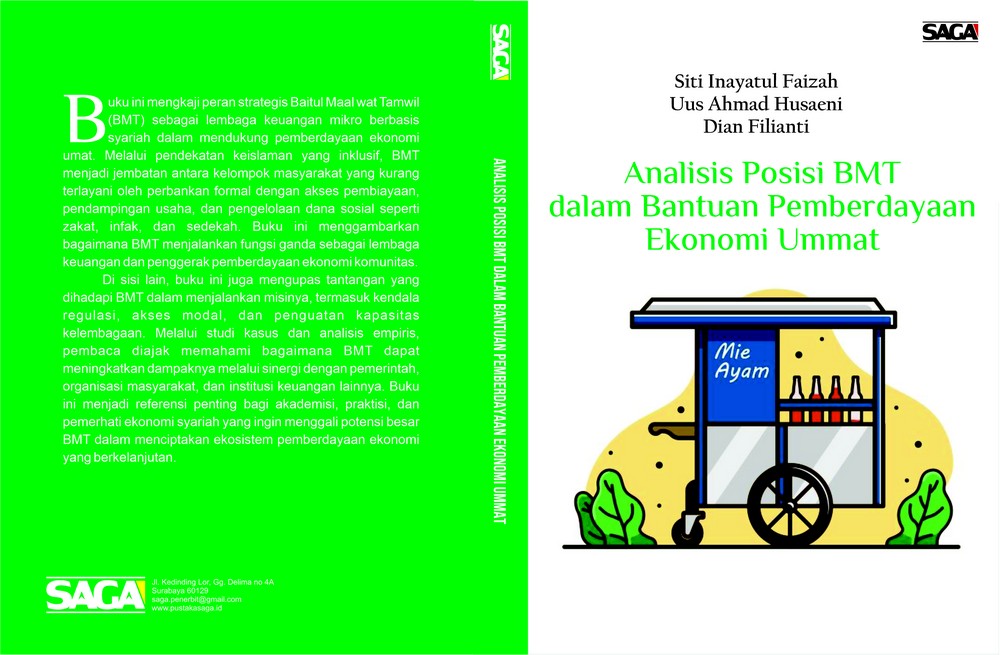 Buku ini mengkaji peran strategis Baitul Maal wat Tamwil
(BMT) sebagai lembaga keuangan mikro berbasis
syariah dalam mendukung pemberdayaan ekonomi
umat. Melalui pendekatan keislaman yang inklusif, BMT
menjadi jembatan antara kelompok masyarakat yang kurang
terlayani oleh perbankan formal dengan akses pembiayaan,
pendampingan usaha, dan pengelolaan dana sosial seperti
zakat, infak, dan sedekah. Buku ini menggambarkan
bagaimana BMT menjalankan fungsi ganda sebagai lembaga
keuangan dan penggerak pemberdayaan ekonomi komunitas.
Di sisi lain, buku ini juga mengupas tantangan yang
dihadapi BMT dalam menjalankan misinya, termasuk kendala
regulasi, akses modal, dan penguatan kapasitas
kelembagaan. Melalui studi kasus dan analisis empiris,
pembaca diajak memahami bagaimana BMT dapat
meningkatkan dampaknya melalui sinergi dengan pemerintah,
organisasi masyarakat, dan institusi keuangan lainnya. Buku
ini menjadi referensi penting bagi akademisi, praktisi, dan
pemerhati ekonomi syariah yang ingin menggali potensi besar
BMT dalam menciptakan ekosistem pemberdayaan ekonomi
yang berkelanjutan.
SAGA
Jl. Kedinding Lor, Gg. Delima no 4A
Surabaya 60129
saga.penerbit@gmail.com
www.pustakasaga.id
SAGA
ANALISIS POSISI BMT DALAM BANTUAN PEMBERDAYAAN EKONOMI UMMAT
SAGA
Siti Inayatul Faizah
Uus Ahmad Husaeni
Dian Filianti
Analisis Posisi BMT
dalam Bantuan Pemberdayaan
Ekonomi Ummat
Mie
Ayam